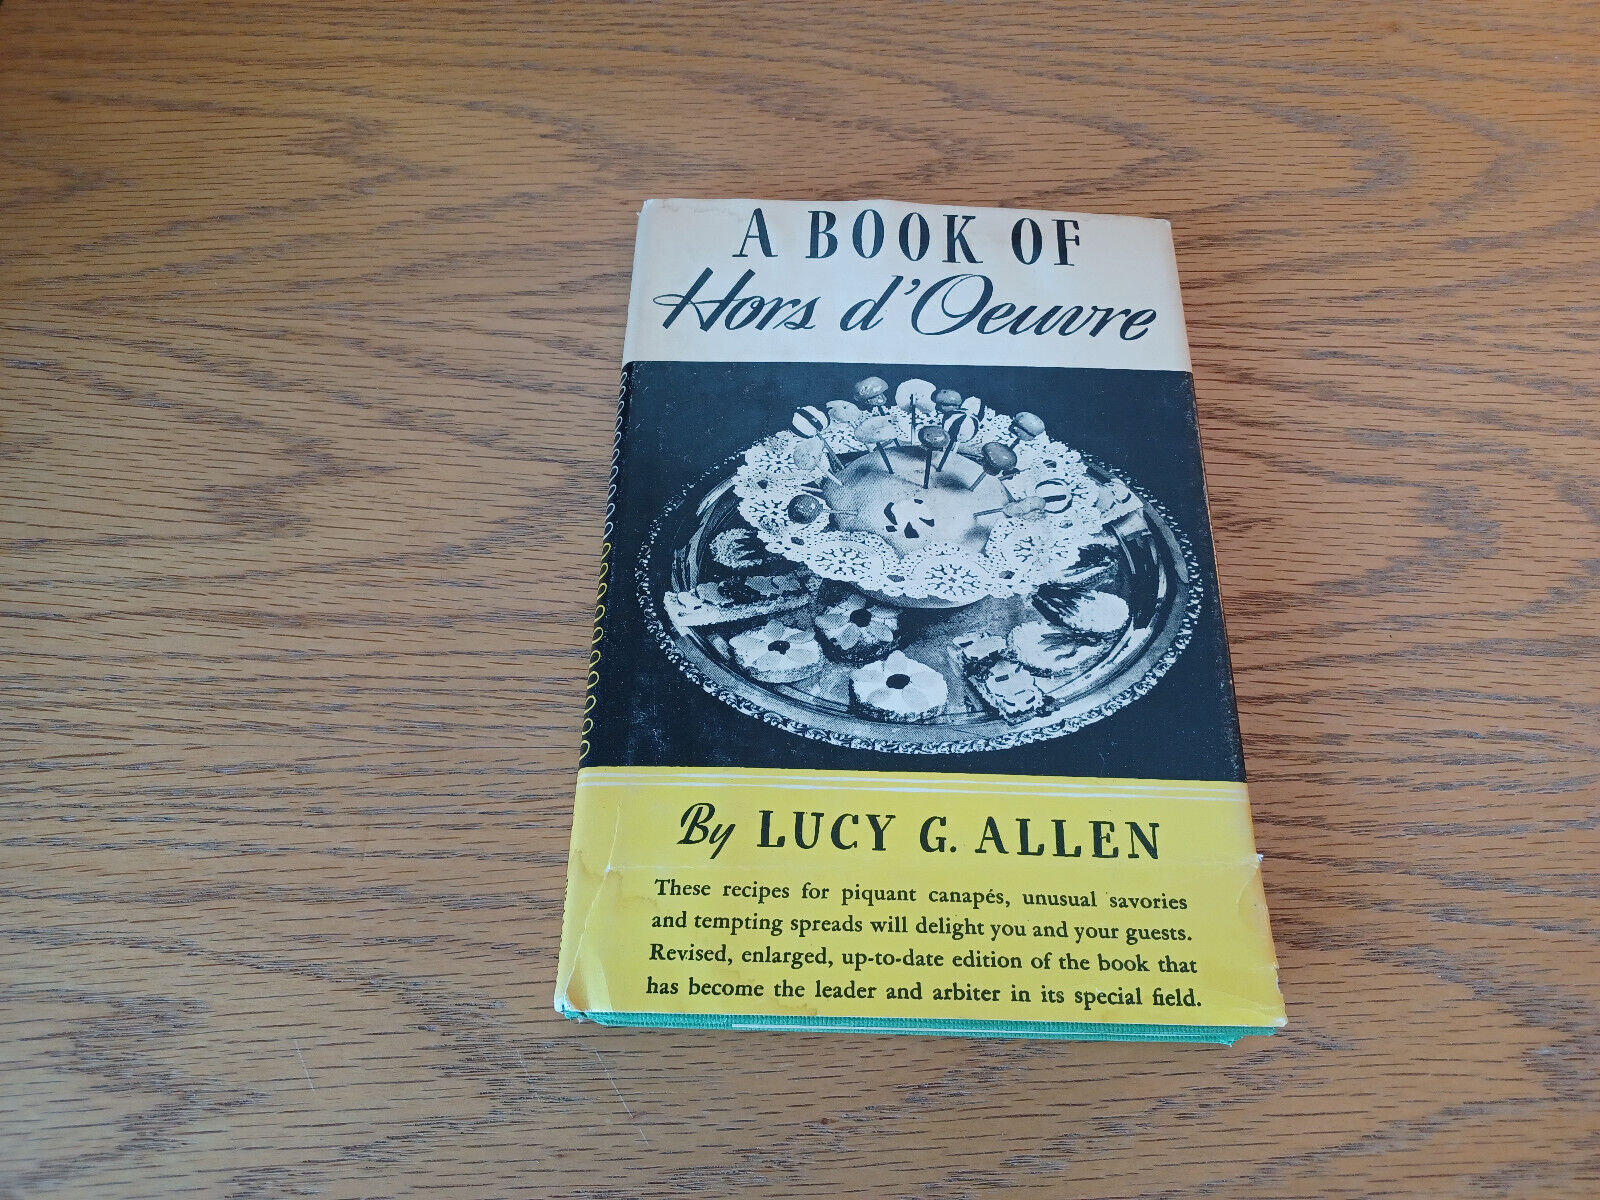 A BOOK OF
Hors d'Oeuvre
By LUCY G. ALLEN
These recipes for piquant canapés, unusual savories
and tempting spreads will delight you and your guests.
Revised, enlarged, up-to-date edition of the book that
has become the leader and arbiter in its special field.